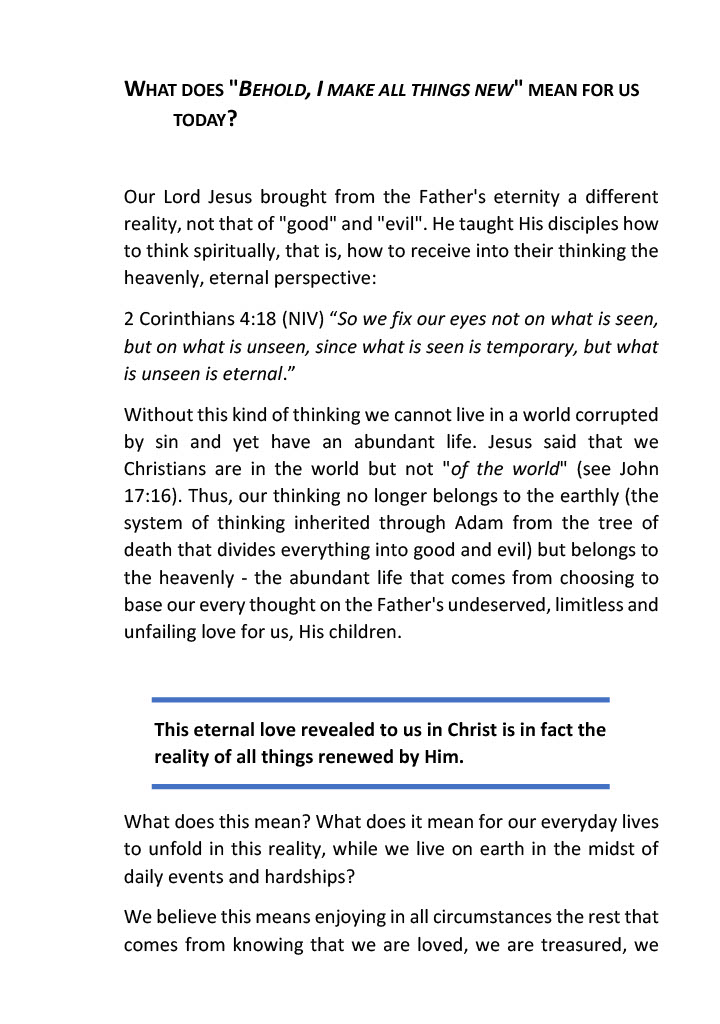 WHAT DOES "BEHOLD, I MAKE ALL THINGS NEW" MEAN FOR US
TODAY?
Our Lord Jesus brought from the Father's eternity a different
reality, not that of "good" and "evil". He taught His disciples how
to think spiritually, that is, how to receive into their thinking the
heavenly, eternal perspective:
2 Corinthians 4:18 (NIV) “So we fix our eyes not on what is seen,
but on what is unseen, since what is seen is temporary, but what
is unseen is eternal.”
Without this kind of thinking we cannot live in a world corrupted
by sin and yet have an abundant life. Jesus said that we
Christians are in the world but not "of the world" (see John
17:16). Thus, our thinking no longer belongs to the earthly (the
system of thinking inherited through Adam from the tree of
death that divides everything into good and evil) but belongs to
the heavenly - the abundant life that comes from choosing to
base our every thought on the Father's undeserved, limitless and
unfailing love for us, His children.
This eternal love revealed to us in Christ is in fact the
reality of all things renewed by Him.
What does this mean? What does it mean for our everyday lives
to unfold in this reality, while we live on earth in the midst of
daily events and hardships?
We believe this means enjoying in all circumstances the rest that
comes from knowing that we are loved, we are treasured, we